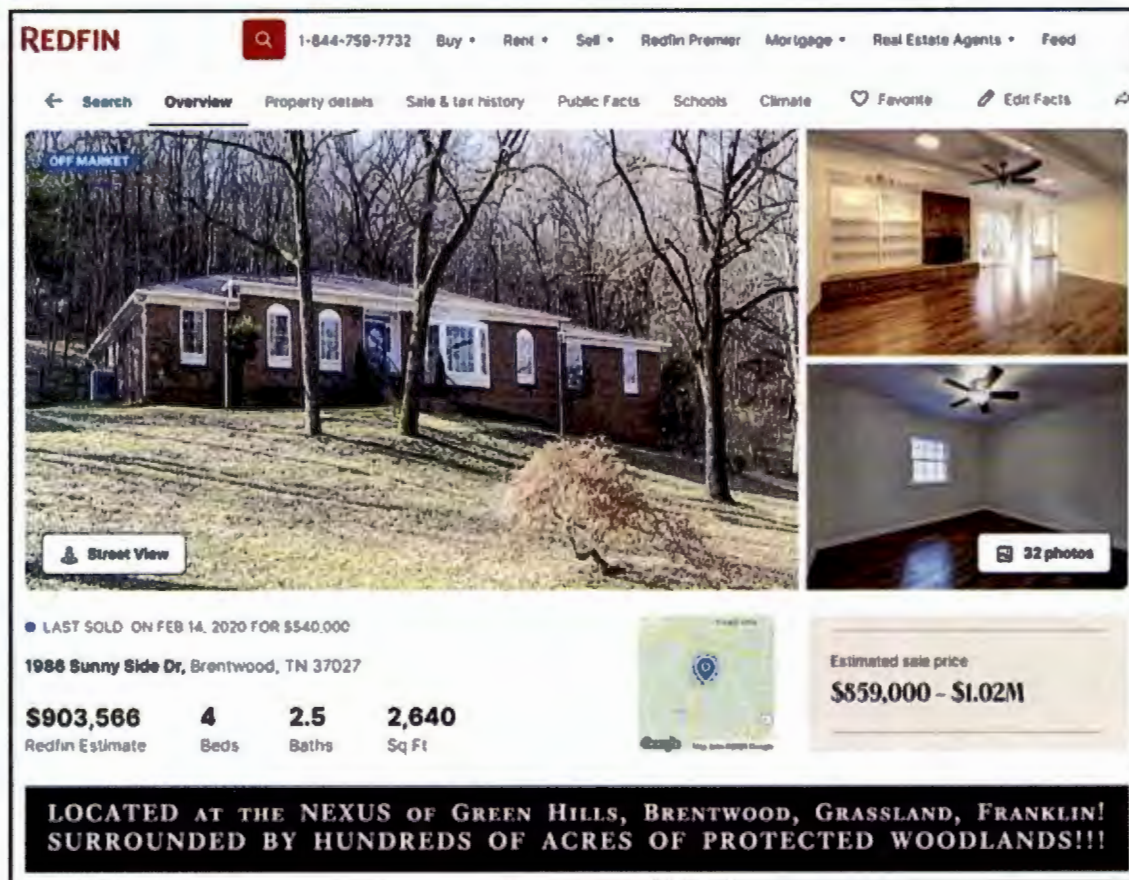 REDFIN
1-844-759-7732 Buy Rent Sell Redfin Premier Mortgage Real Estate Agents Feed
Search Overview Property details Sale & tax history Public Facts Schools Climate Favorite Edit Facts
OFF MARKET
Street View
32 photos
LAST SOLD ON FEB 14, 2020 FOR $540,000
1986 Sunny Side Dr, Brentwood, TN 37027
$903,566 4 2.5 2,640
Redfin Estimate Beds Baths Sq Ft
Google
Estimated sale price
$859,000 – $1.02M
LOCATED AT THE NEXUS OF GREEN HILLS, BRENTWOOD, GRASSLAND, FRANKLIN!
SURROUNDED BY HUNDREDS OF ACRES OF PROTECTED WOODLANDS!!!